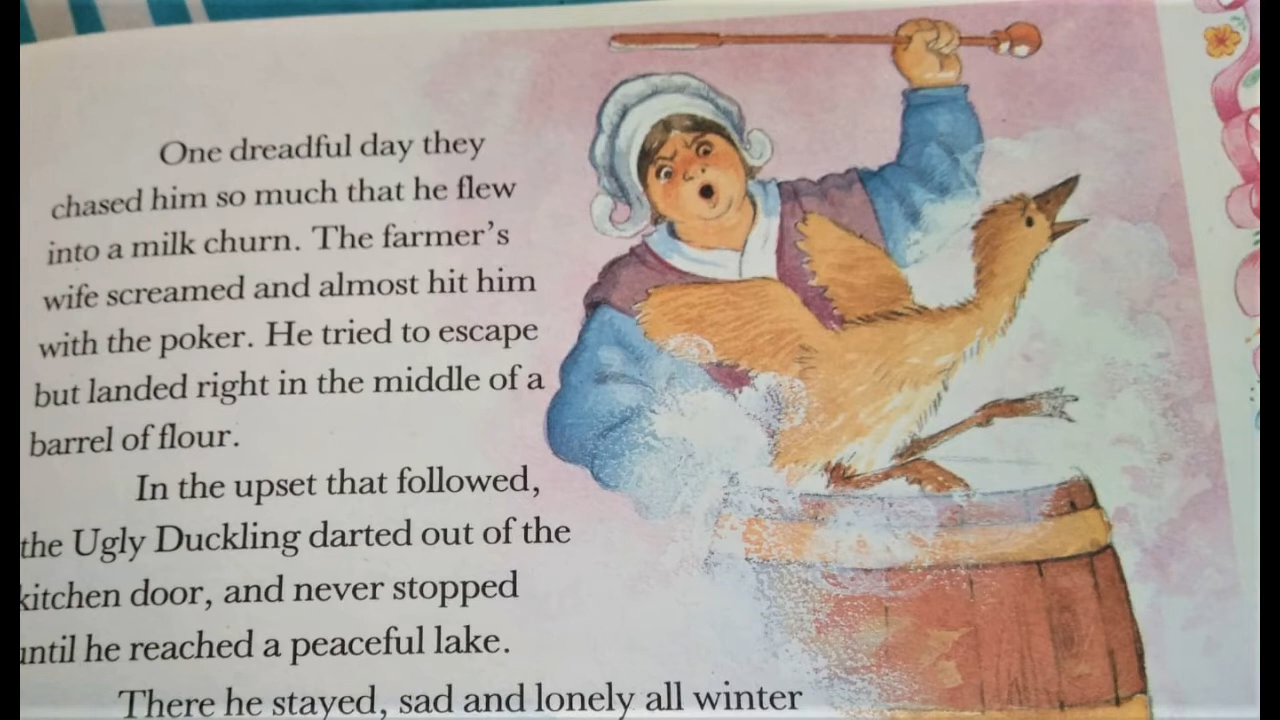 One dreadful day they
chased him so much that he flew
into a milk churn. The farmer's
wife screamed and almost hit him
with the poker. He tried to escape
but landed right in the middle of a
barrel of flour.
In the upset that followed,
the Ugly Duckling darted out of the
kitchen door, and never stopped
until he reached a peaceful lake.
There he stayed, sad and lonely all winter